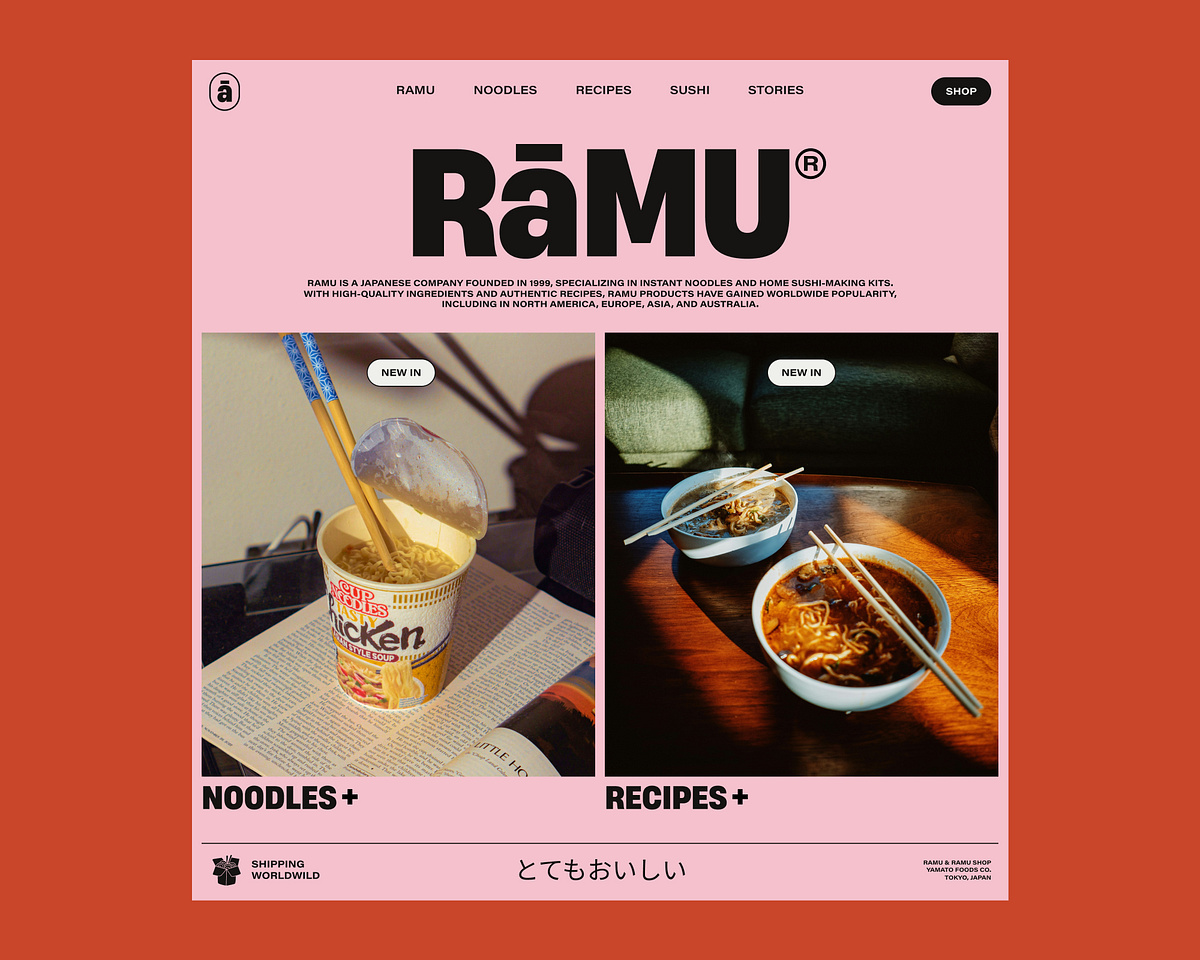 ā
RAMU NOODLES RECIPES SUSHI STORIES
SHOP
RāMU®
RAMU IS A JAPANESE COMPANY FOUNDED IN 1999, SPECIALIZING IN INSTANT NOODLES AND HOME SUSHI-MAKING KITS.
WITH HIGH-QUALITY INGREDIENTS AND AUTHENTIC RECIPES, RAMU PRODUCTS HAVE GAINED WORLDWIDE POPULARITY,
INCLUDING IN NORTH AMERICA, EUROPE, ASIA, AND AUSTRALIA.
NEW IN
NEW IN
CUP
NOODLES
TASTY
hicken
STYLE SOUP
LITTLE HO
NOODLES+
RECIPES+
SHIPPING
WORLDWILD
とてもおいしい
RAMU & RAMU SHOP
YAMATO FOODS CO.
TOKYO, JAPAN